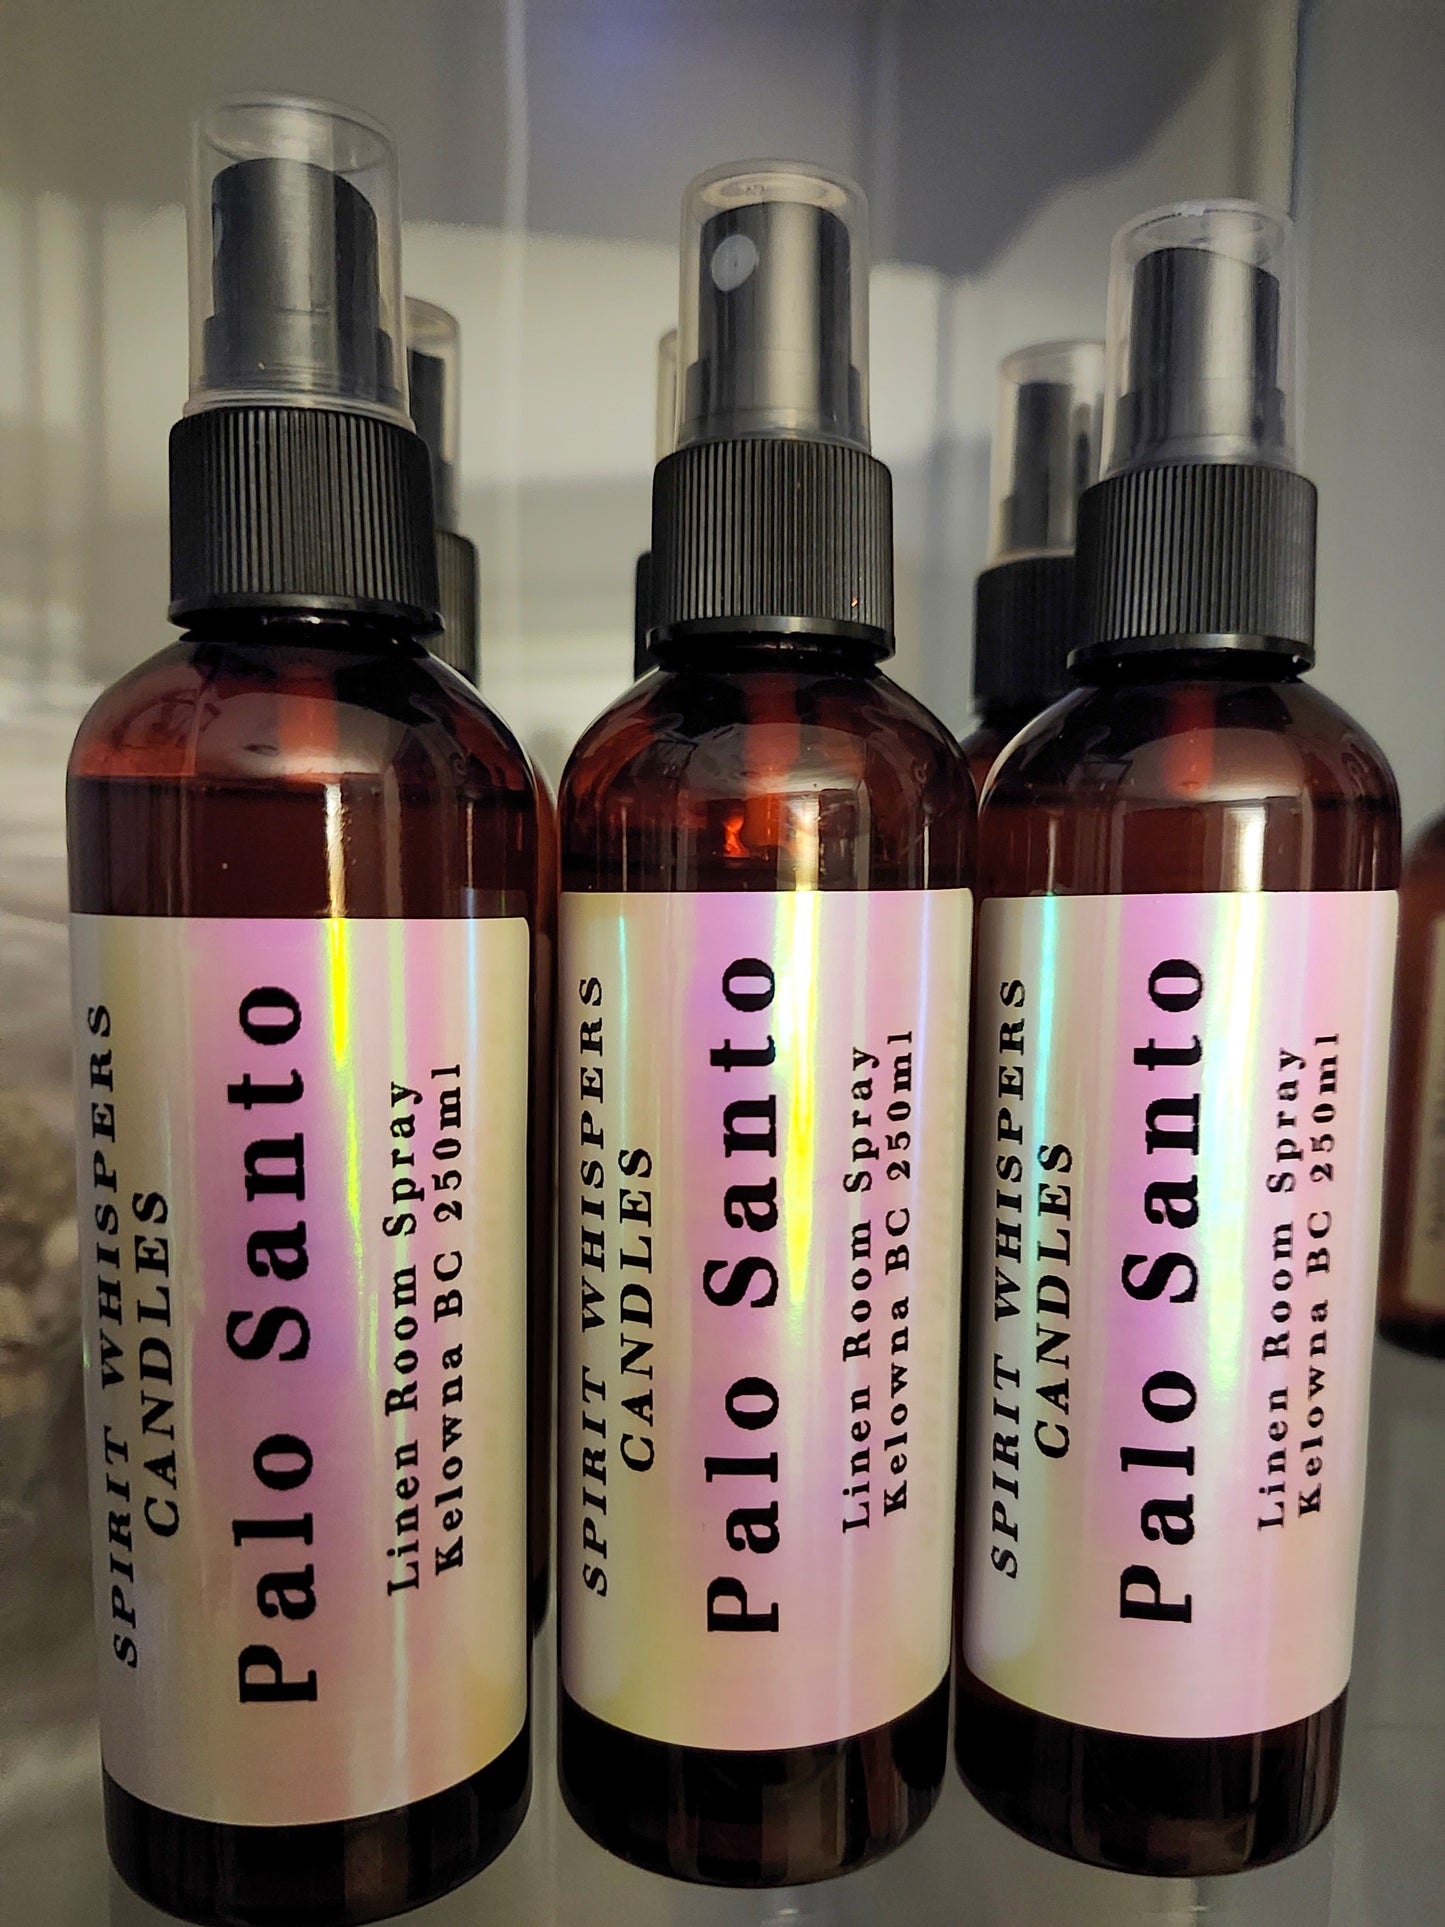 SPIRIT WHISPERS
CANDLES
Palo Santo
Linen Room Spray
Kelowna BC 250ml
SPIRIT WHISPERS
CANDLES
Palo Santo
Linen Room Spray
Kelowna BC 250ml
SPIRIT WHISPERS
CANDLES
Palo Santo
Linen Room Spray
Kelowna BC 250ml